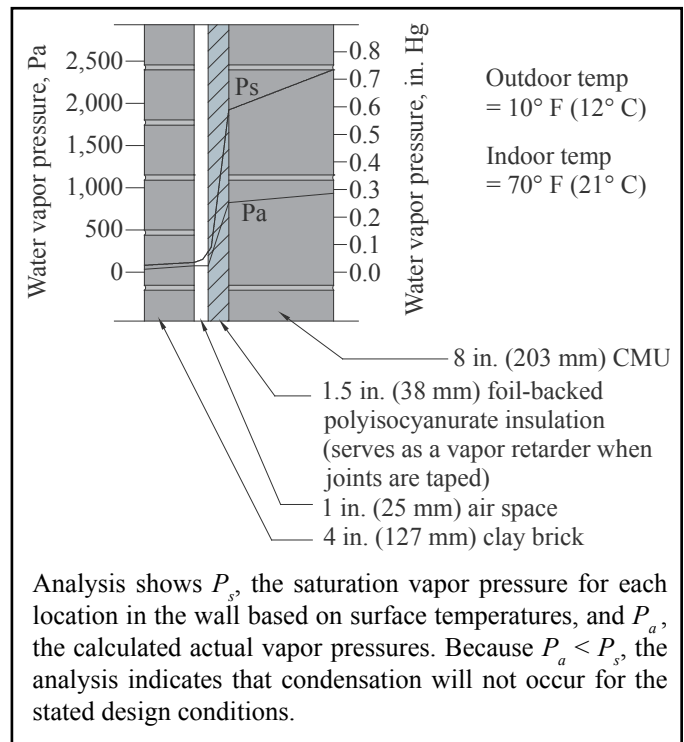 Water vapor pressure, Pa
2,500
2,000
1,500
1,000
500
0
Ps
Pa
0.8
0.7
0.6
0.5
0.4
0.3
0.2
0.1
0.0
Water vapor pressure, in. Hg
Outdoor temp
= 10° F (12° C)
Indoor temp
= 70° F (21° C)
8 in. (203 mm) CMU
1.5 in. (38 mm) foil-backed
polyisocyanurate insulation
(serves as a vapor retarder when
joints are taped)
1 in. (25 mm) air space
4 in. (127 mm) clay brick
Analysis shows Pₛ, the saturation vapor pressure for each
location in the wall based on surface temperatures, and Pₐ,
the calculated actual vapor pressures. Because Pₐ < Pₛ, the
analysis indicates that condensation will not occur for the
stated design conditions.